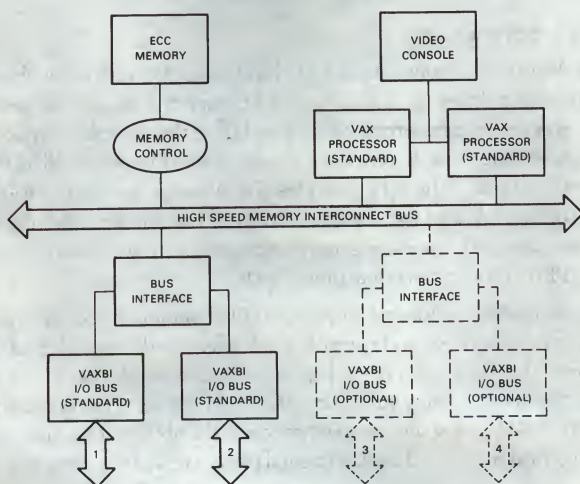 ECC
MEMORY
VIDEO
CONSOLE
MEMORY
CONTROL
VAX
PROCESSOR
(STANDARD)
VAX
PROCESSOR
(STANDARD)
HIGH SPEED MEMORY INTERCONNECT BUS
BUS
INTERFACE
BUS
INTERFACE
VAXBI
I/O BUS
(STANDARD)
VAXBI
I/O BUS
(STANDARD)
VAXBI
I/O BUS
(OPTIONAL)
VAXBI
I/O BUS
(OPTIONAL)
1
2
3
4